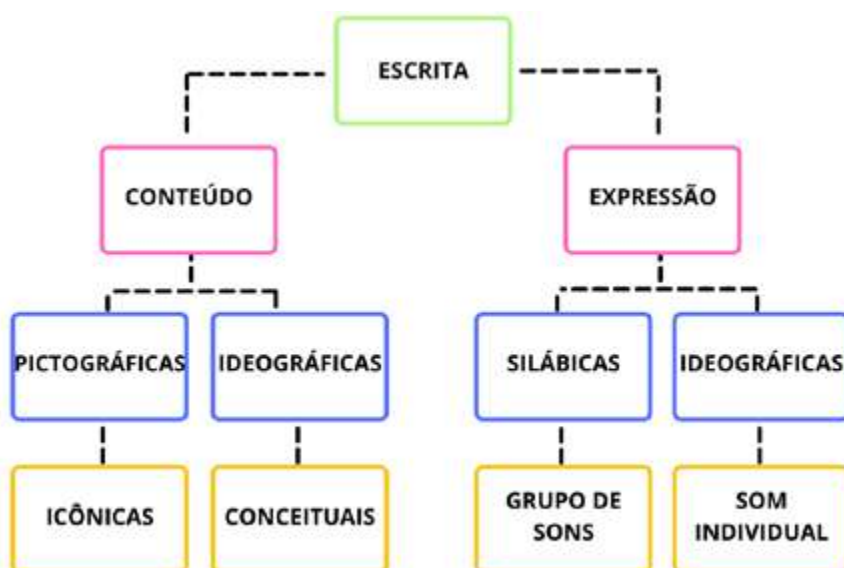 ESCRITA
CONTEÚDO
EXPRESSÃO
PICTOGRÁFICAS
IDEOGRÁFICAS
SILÁBICAS
IDEOGRÁFICAS
ICÔNICAS
CONCEITUAIS
GRUPO DE
SONS
SOM
INDIVIDUAL